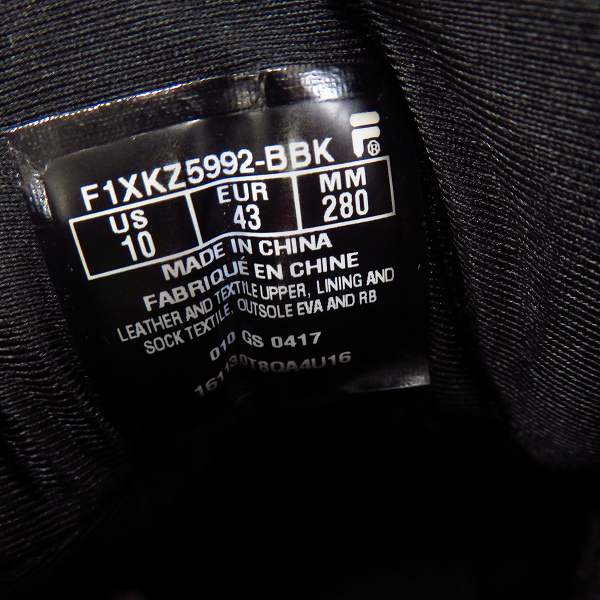 F1XKZ5992-BBK F®
US EUR MM
10 43 280
MADE IN CHINA
FABRIQUÉ EN CHINE
LEATHER AND TEXTILE UPPER, LINING AND
SOCK TEXTILE, OUTSOLE EVA AND RB
010 GS 0417